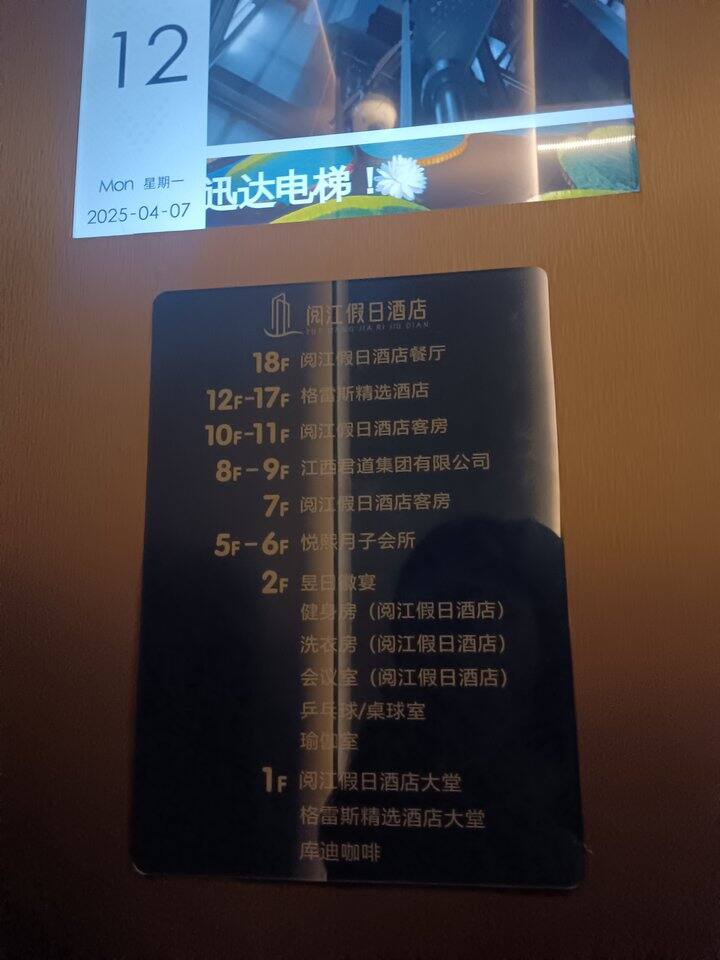 12
Mon 星期一
2025-04-07
迅达电梯！
阅江假日酒店
YUE JIANG JIA RI JIU DIAN
18F 阅江假日酒店餐厅
12F-17F 格雷斯精选酒店
10F-11F 阅江假日酒店客房
8F-9F 江西君道集团有限公司
7F 阅江假日酒店客房
5F-6F 悦熙月子会所
2F 昱日徽宴
健身房（阅江假日酒店）
洗衣房（阅江假日酒店）
会议室（阅江假日酒店）
乒乓球/桌球室
瑜伽室
1F 阅江假日酒店大堂
格雷斯精选酒店大堂
库迪咖啡